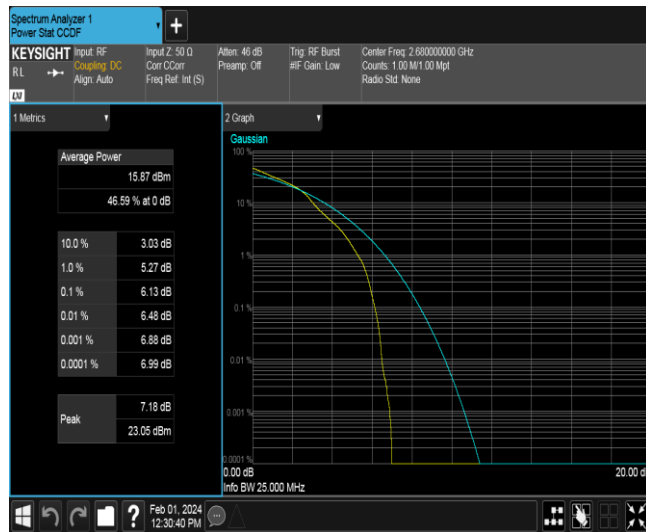 Spectrum Analyzer 1
Power Stat CCDF
+
KEYSIGHT
RL
LXI
Input: RF
Coupling: DC
Align: Auto
Input Z: 50 Ω
Corr CCorr
Freq Ref: Int (S)
Atten: 46 dB
Preamp: Off
Trig: RF Burst
#IF Gain: Low
Center Freq: 2.680000000 GHz
Counts: 1.00 M/1.00 Mpt
Radio Std: None
1 Metrics
Average Power
15.87 dBm
46.59 % at 0 dB
10.0 % 3.03 dB
1.0 % 5.27 dB
0.1 % 6.13 dB
0.01 % 6.48 dB
0.001 % 6.88 dB
0.0001 % 6.99 dB
Peak
7.18 dB
23.05 dBm
2 Graph
Gaussian
100 %
10 %
1 %
0.1 %
0.01 %
0.001 %
0.0001 %
0.00 dB
20.00 d
Info BW 25.000 MHz
?
Feb 01, 2024
12:30:40 PM